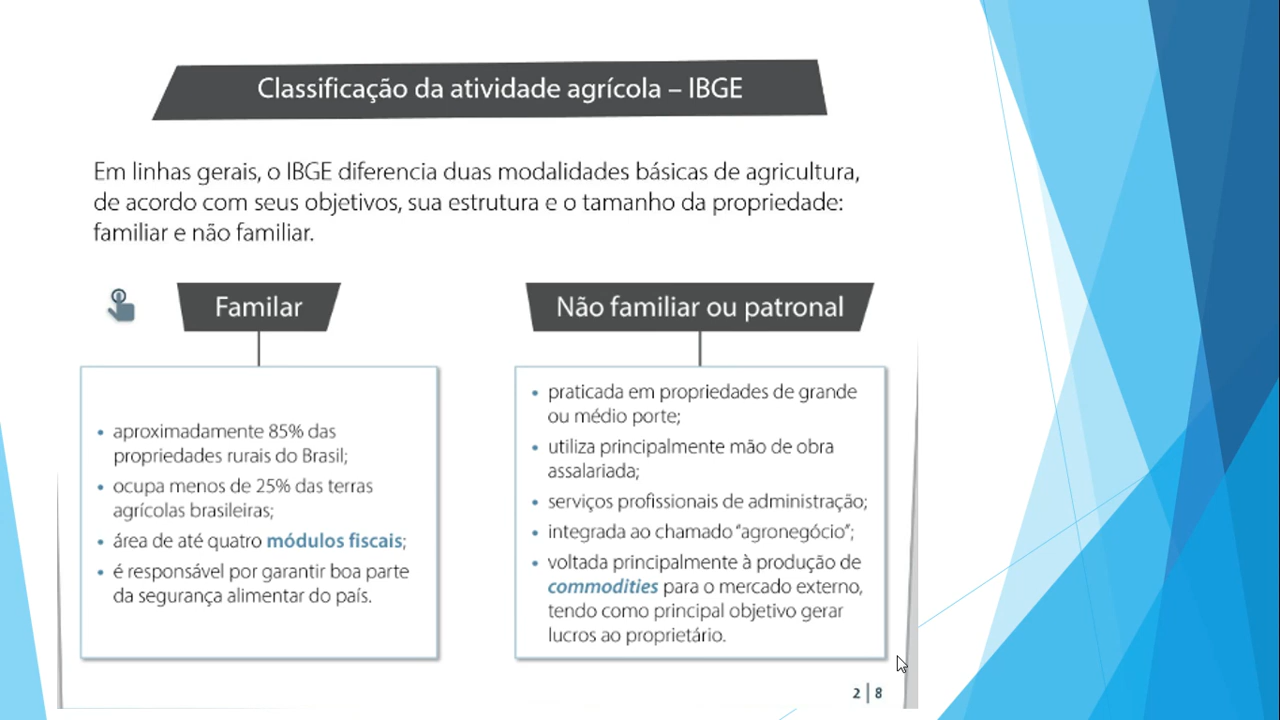 Classificação da atividade agrícola – IBGE
Em linhas gerais, o IBGE diferencia duas modalidades básicas de agricultura,
de acordo com seus objetivos, sua estrutura e o tamanho da propriedade:
familiar e não familiar.
Familar
• aproximadamente 85% das
propriedades rurais do Brasil;
• ocupa menos de 25% das terras
agrícolas brasileiras;
• área de até quatro módulos fiscais;
• é responsável por garantir boa parte
da segurança alimentar do país.
Não familiar ou patronal
• praticada em propriedades de grande
ou médio porte;
• utiliza principalmente mão de obra
assalariada;
• serviços profissionais de administração;
• integrada ao chamado “agronegócio”;
• voltada principalmente à produção de
commodities para o mercado externo,
tendo como principal objetivo gerar
lucros ao proprietário.
2 | 8